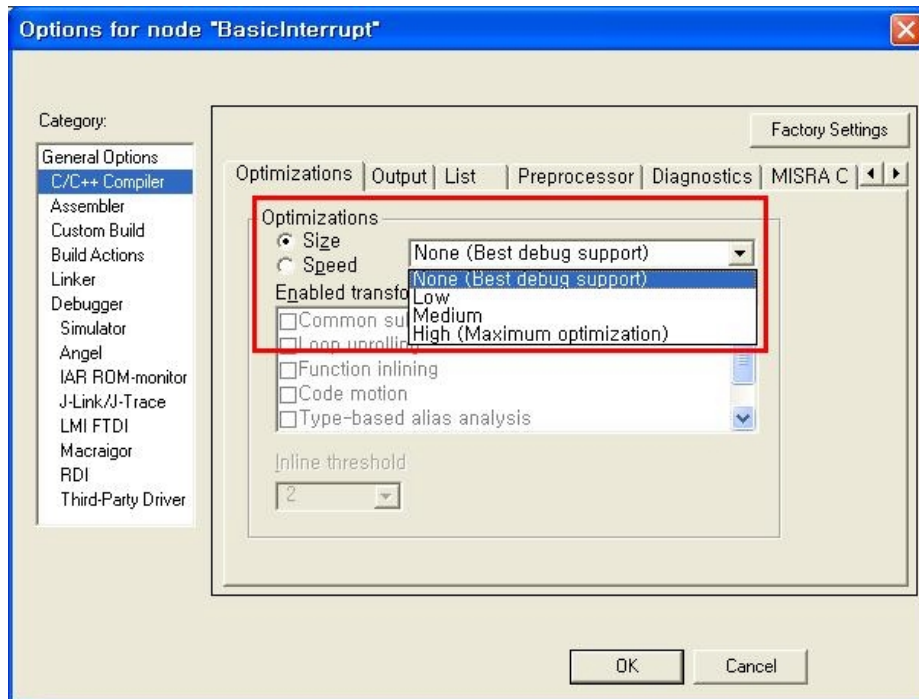 Options for node "BasicInterrupt"
Category:
General Options
C/C++ Compiler
Assembler
Custom Build
Build Actions
Linker
Debugger
Simulator
Angel
IAR ROM-monitor
J-Link/J-Trace
LMI FTDI
Macraigor
RDI
Third-Party Driver
Factory Settings
Optimizations Output List Preprocessor Diagnostics MISRA C
Optimizations
Size
Speed
None (Best debug support)
None (Best debug support)
Low
Medium
High (Maximum optimization)
Enabled transfo
Common su
Loop unrolling
Function inlining
Code motion
Type-based alias analysis
Inline threshold
2
OK Cancel